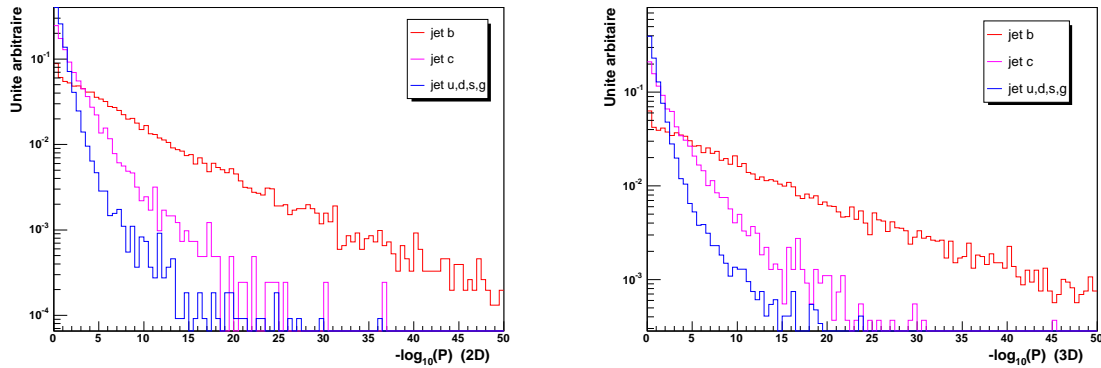 Unite arbitraire
jet b
jet c
jet u,d,s,g
10⁻¹
10⁻²
10⁻³
10⁻⁴
0 5 10 15 20 25 30 35 40 45 50
-log₁₀(P) (2D)
Unite arbitaire
jet b
jet c
jet u,d,s,g
1
10⁻¹
10⁻²
10⁻³
0 5 10 15 20 25 30 35 40 45 50
-log₁₀(P) (3D)